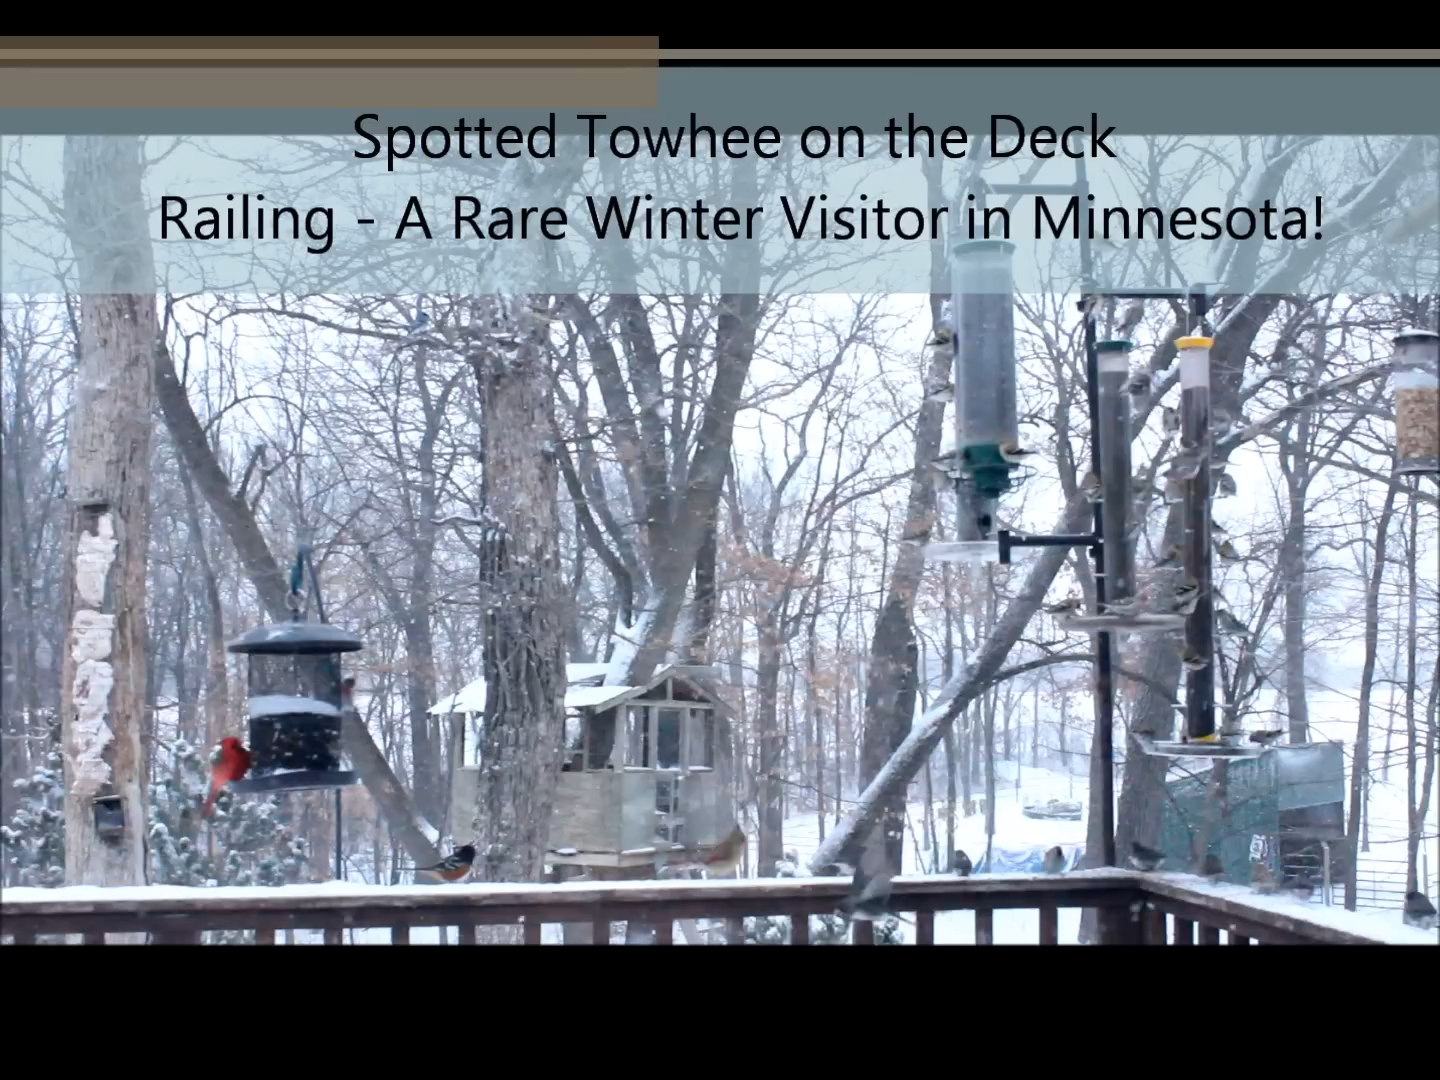 Spotted Towhee on the Deck
Railing - A Rare Winter Visitor in Minnesota!